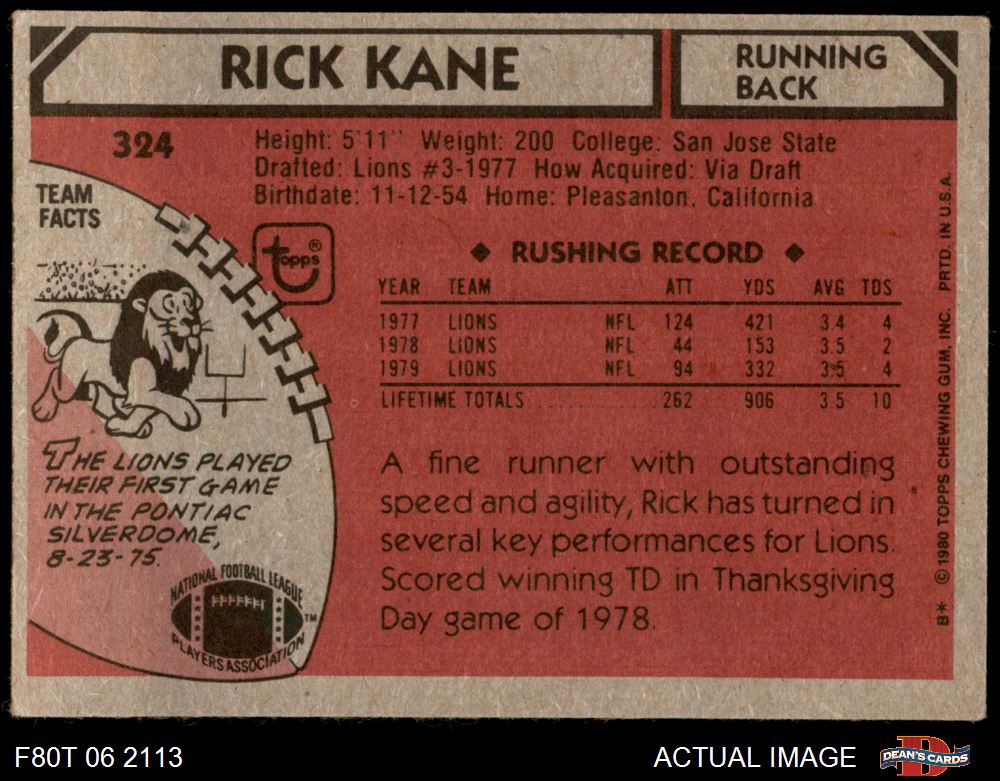 RICK KANE
RUNNING
BACK
324
Height: 5'11" Weight: 200 College: San Jose State
Drafted: Lions #3-1977 How Acquired: Via Draft
Birthdate: 11-12-54 Home: Pleasanton, California
TEAM
FACTS
topps®
◆ RUSHING RECORD ◆
YEAR TEAM ATT YDS AVG TDS
1977 LIONS NFL 124 421 3.4 4
1978 LIONS NFL 44 153 3.5 2
1979 LIONS NFL 94 332 3.5 4
LIFETIME TOTALS 262 906 3.5 10
THE LIONS PLAYED
THEIR FIRST GAME
IN THE PONTIAC
SILVERDOME,
8-23-75.
NATIONAL FOOTBALL LEAGUE
PLAYERS ASSOCIATION
TM
A fine runner with outstanding
speed and agility, Rick has turned in
several key performances for Lions.
Scored winning TD in Thanksgiving
Day game of 1978.
B* © 1980 TOPPS CHEWING GUM, INC. PRTD. IN U.S.A.
F80T 06 2113
ACTUAL IMAGE
DEAN'S CARDS